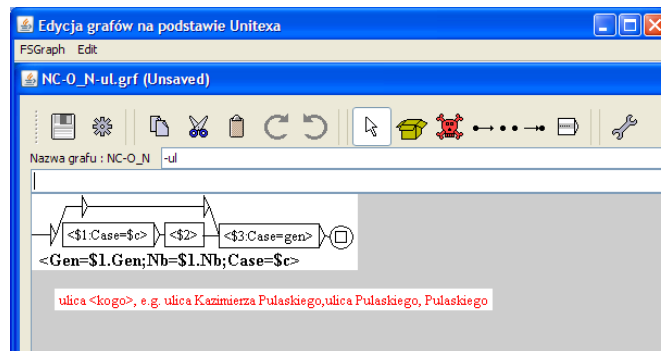 Edycja grafów na podstawie Unitexa
FSGraph Edit
NC-O_N-ul.grf (Unsaved)
Nazwa grafu : NC-O_N -ul
<$1:Case=$c> <$2> <$3:Case=gen>
<Gen=$1.Gen;Nb=$1.Nb;Case=$c>
ulica <kogo>, e.g. ulica Kazimierza Pulaskiego,ulica Pulaskiego, Pulaskiego